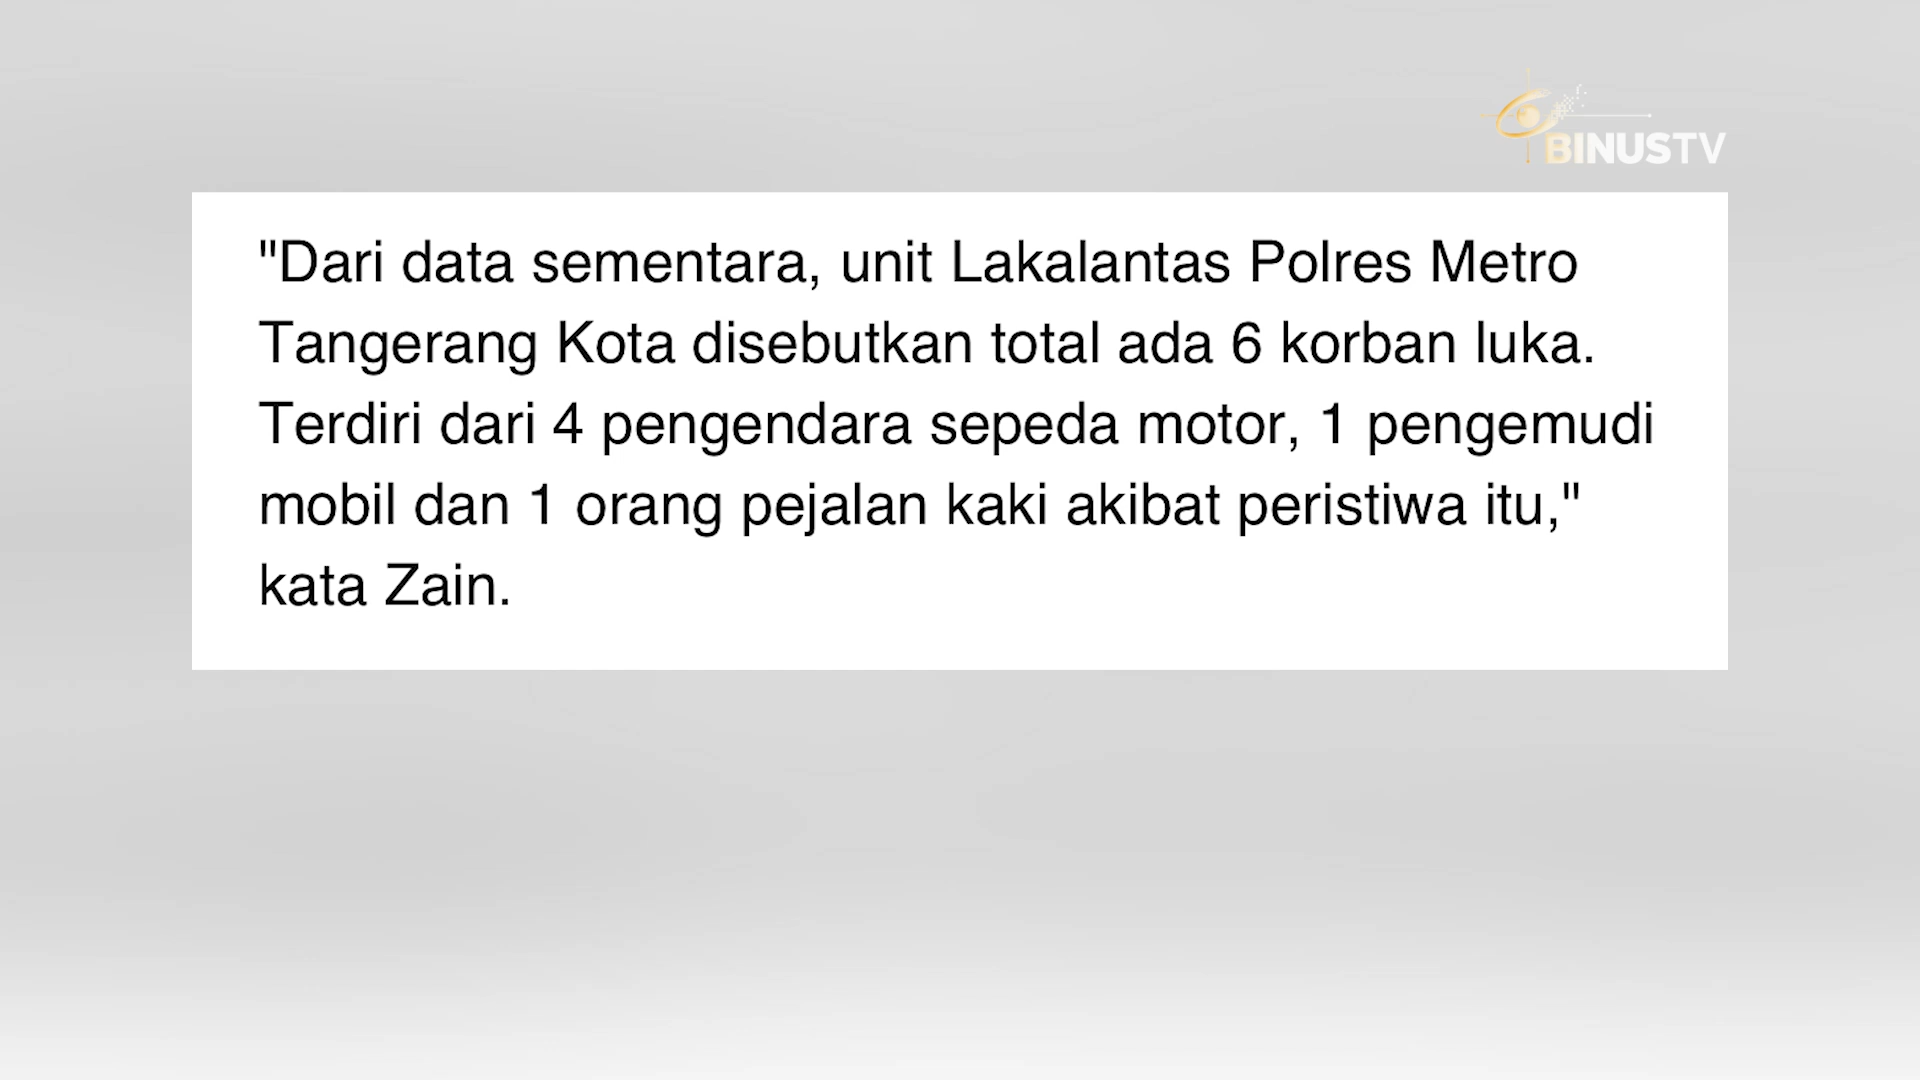 BINUSTV
"Dari data sementara, unit Lakalantas Polres Metro
Tangerang Kota disebutkan total ada 6 korban luka.
Terdiri dari 4 pengendara sepeda motor, 1 pengemudi
mobil dan 1 orang pejalan kaki akibat peristiwa itu,"
kata Zain.